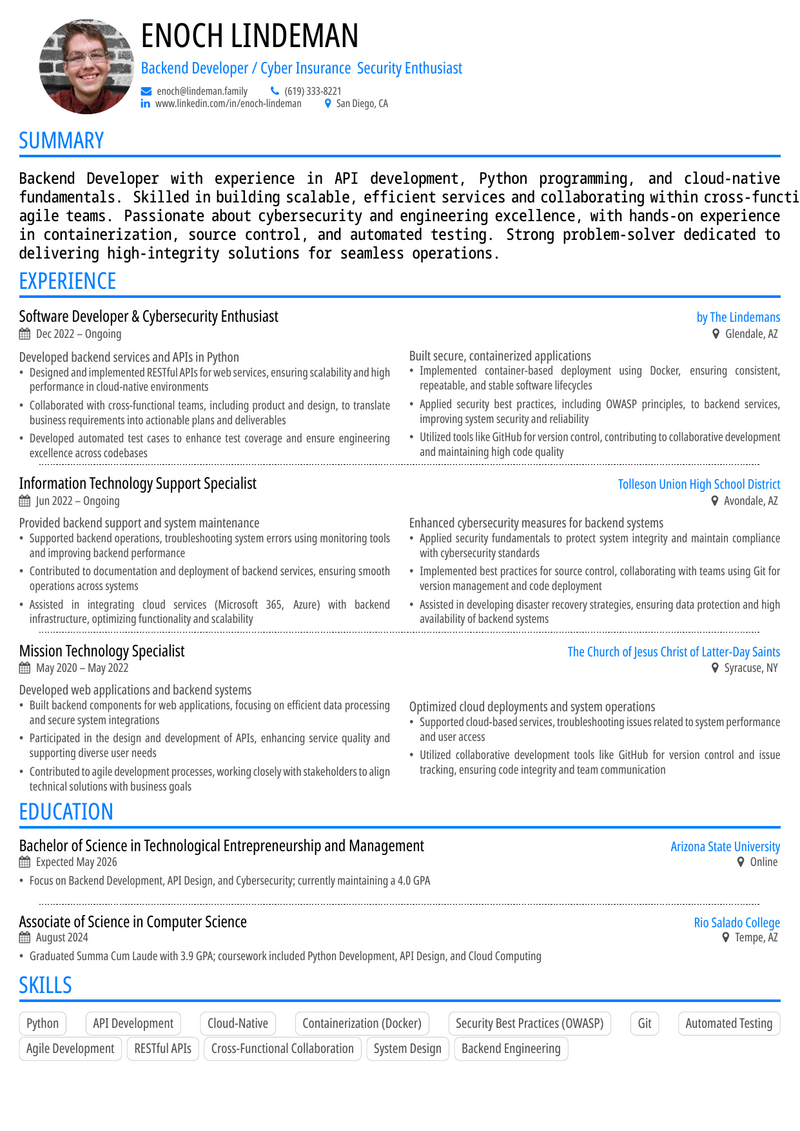 ENOCH LINDEMAN
Backend Developer / Cyber Insurance Security Enthusiast
enoch@lindeman.family (619) 333-8221
www.linkedin.com/in/enoch-lindeman San Diego, CA
SUMMARY
Backend Developer with experience in API development, Python programming, and cloud-native
fundamentals. Skilled in building scalable, efficient services and collaborating within cross-functi
agile teams. Passionate about cybersecurity and engineering excellence, with hands-on experience
in containerization, source control, and automated testing. Strong problem-solver dedicated to
delivering high-integrity solutions for seamless operations.
EXPERIENCE
Software Developer & Cybersecurity Enthusiast by The Lindemans
Dec 2022 – Ongoing Glendale, AZ
Developed backend services and APIs in Python
• Designed and implemented RESTful APIs for web services, ensuring scalability and high
performance in cloud-native environments
• Collaborated with cross-functional teams, including product and design, to translate
business requirements into actionable plans and deliverables
• Developed automated test cases to enhance test coverage and ensure engineering
excellence across codebases
Built secure, containerized applications
• Implemented container-based deployment using Docker, ensuring consistent,
repeatable, and stable software lifecycles
• Applied security best practices, including OWASP principles, to backend services,
improving system security and reliability
• Utilized tools like GitHub for version control, contributing to collaborative development
and maintaining high code quality
Information Technology Support Specialist Tolleson Union High School District
Jun 2022 – Ongoing Avondale, AZ
Provided backend support and system maintenance
• Supported backend operations, troubleshooting system errors using monitoring tools
and improving backend performance
• Contributed to documentation and deployment of backend services, ensuring smooth
operations across systems
• Assisted in integrating cloud services (Microsoft 365, Azure) with backend
infrastructure, optimizing functionality and scalability
Enhanced cybersecurity measures for backend systems
• Applied security fundamentals to protect system integrity and maintain compliance
with cybersecurity standards
• Implemented best practices for source control, collaborating with teams using Git for
version management and code deployment
• Assisted in developing disaster recovery strategies, ensuring data protection and high
availability of backend systems
Mission Technology Specialist The Church of Jesus Christ of Latter-Day Saints
May 2020 – May 2022 Syracuse, NY
Developed web applications and backend systems
• Built backend components for web applications, focusing on efficient data processing
and secure system integrations
• Participated in the design and development of APIs, enhancing service quality and
supporting diverse user needs
• Contributed to agile development processes, working closely with stakeholders to align
technical solutions with business goals
Optimized cloud deployments and system operations
• Supported cloud-based services, troubleshooting issues related to system performance
and user access
• Utilized collaborative development tools like GitHub for version control and issue
tracking, ensuring code integrity and team communication
EDUCATION
Bachelor of Science in Technological Entrepreneurship and Management Arizona State University
Expected May 2026 Online
• Focus on Backend Development, API Design, and Cybersecurity; currently maintaining a 4.0 GPA
Associate of Science in Computer Science Rio Salado College
August 2024 Tempe, AZ
• Graduated Summa Cum Laude with 3.9 GPA; coursework included Python Development, API Design, and Cloud Computing
SKILLS
Python API Development Cloud-Native Containerization (Docker) Security Best Practices (OWASP) Git Automated Testing
Agile Development RESTful APIs Cross-Functional Collaboration System Design Backend Engineering